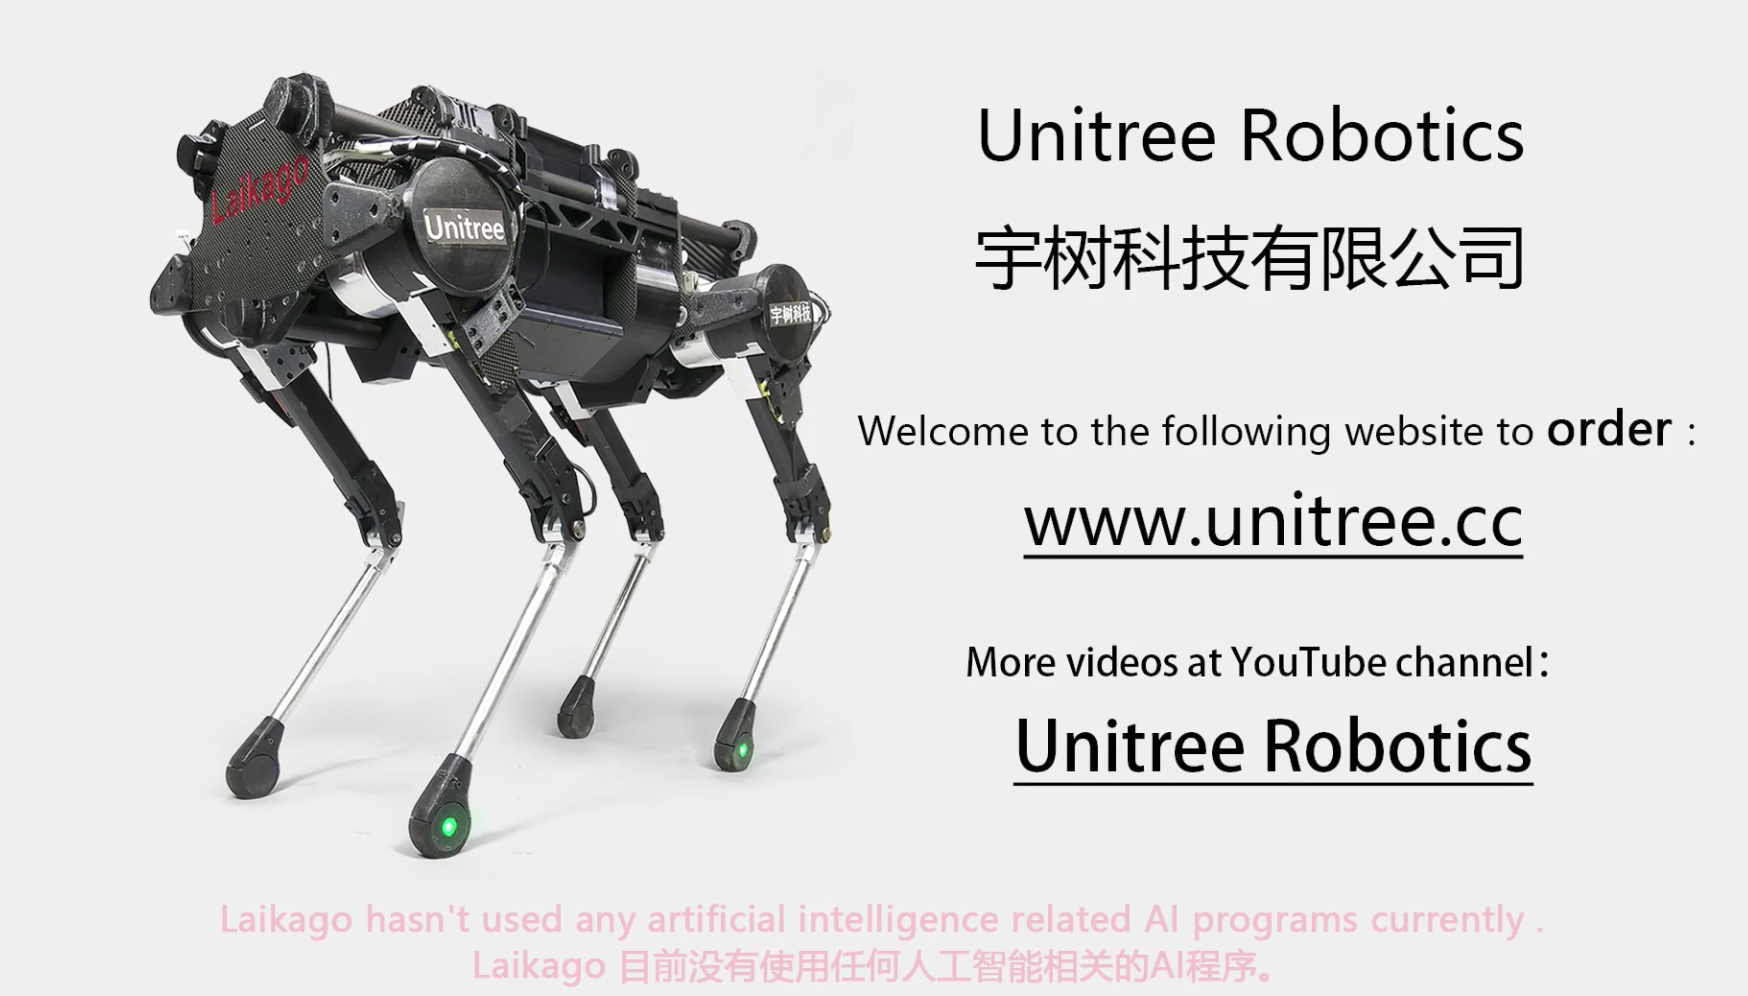 Laikago
Unitree
宇树科技
Unitree Robotics
宇树科技有限公司
Welcome to the following website to order :
www.unitree.cc
More videos at YouTube channel:
Unitree Robotics
Laikago hasn't used any artificial intelligence related AI programs currently .
Laikago 目前没有使用任何人工智能相关的AI程序。